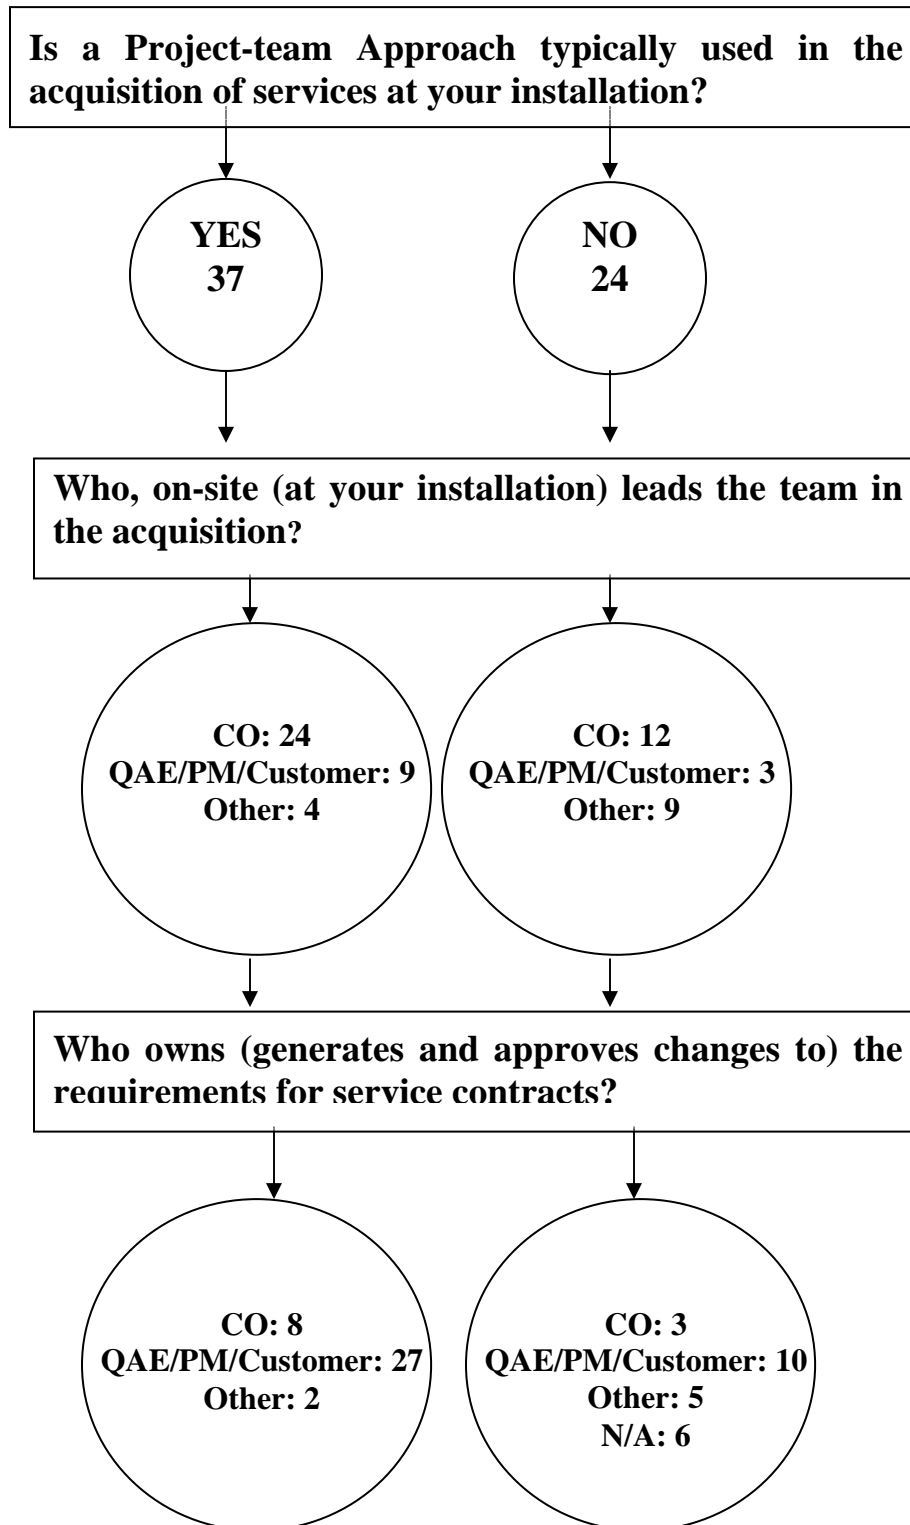 Is a Project-team Approach typically used in the
acquisition of services at your installation?
YES
37
NO
24
Who, on-site (at your installation) leads the team in
the acquisition?
CO: 24
QAE/PM/Customer: 9
Other: 4
CO: 12
QAE/PM/Customer: 3
Other: 9
Who owns (generates and approves changes to) the
requirements for service contracts?
CO: 8
QAE/PM/Customer: 27
Other: 2
CO: 3
QAE/PM/Customer: 10
Other: 5
N/A: 6